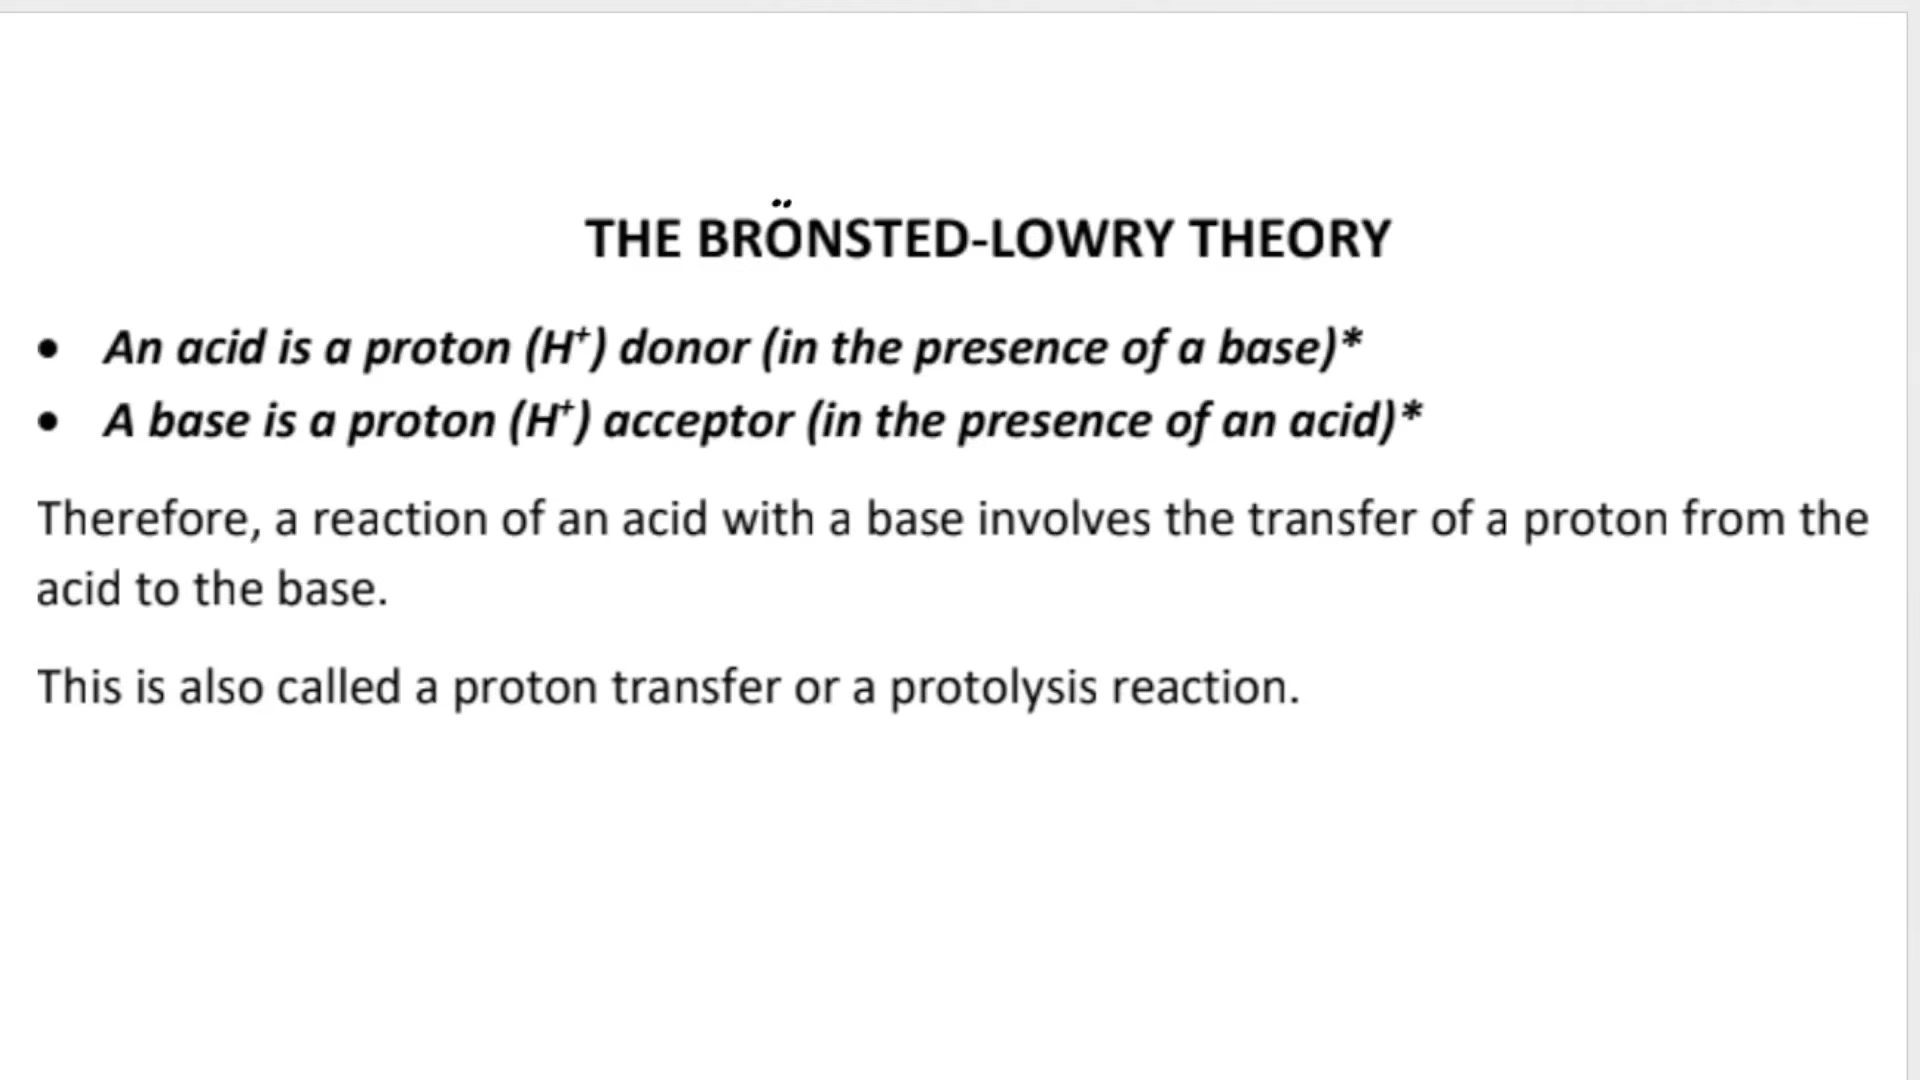 THE BRÖNSTED-LOWRY THEORY
• An acid is a proton (H⁺) donor (in the presence of a base)*
• A base is a proton (H⁺) acceptor (in the presence of an acid)*
Therefore, a reaction of an acid with a base involves the transfer of a proton from the
acid to the base.
This is also called a proton transfer or a protolysis reaction.